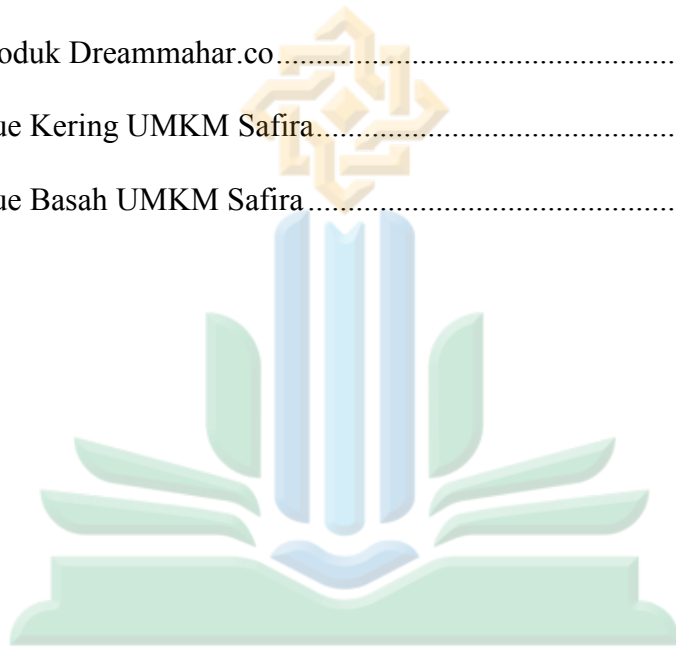 oduk Dreammahar.co................................................
ue Kering UMKM Safira...........................................
ue Basah UMKM Safira ............................................